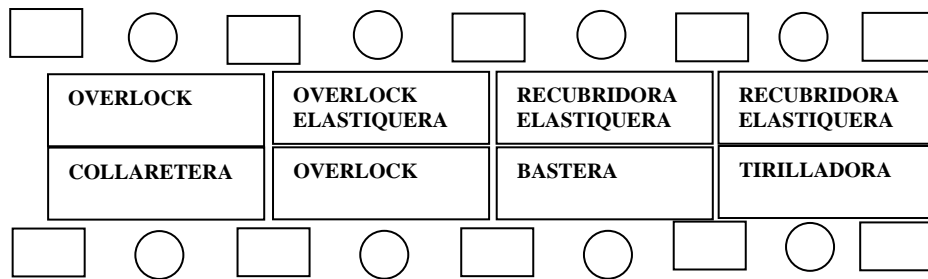 OVERLOCK
OVERLOCK
ELASTIQUERA
RECUBRIDORA
ELASTIQUERA
RECUBRIDORA
ELASTIQUERA
COLLARETERA
OVERLOCK
BASTERA
TIRILLADORA